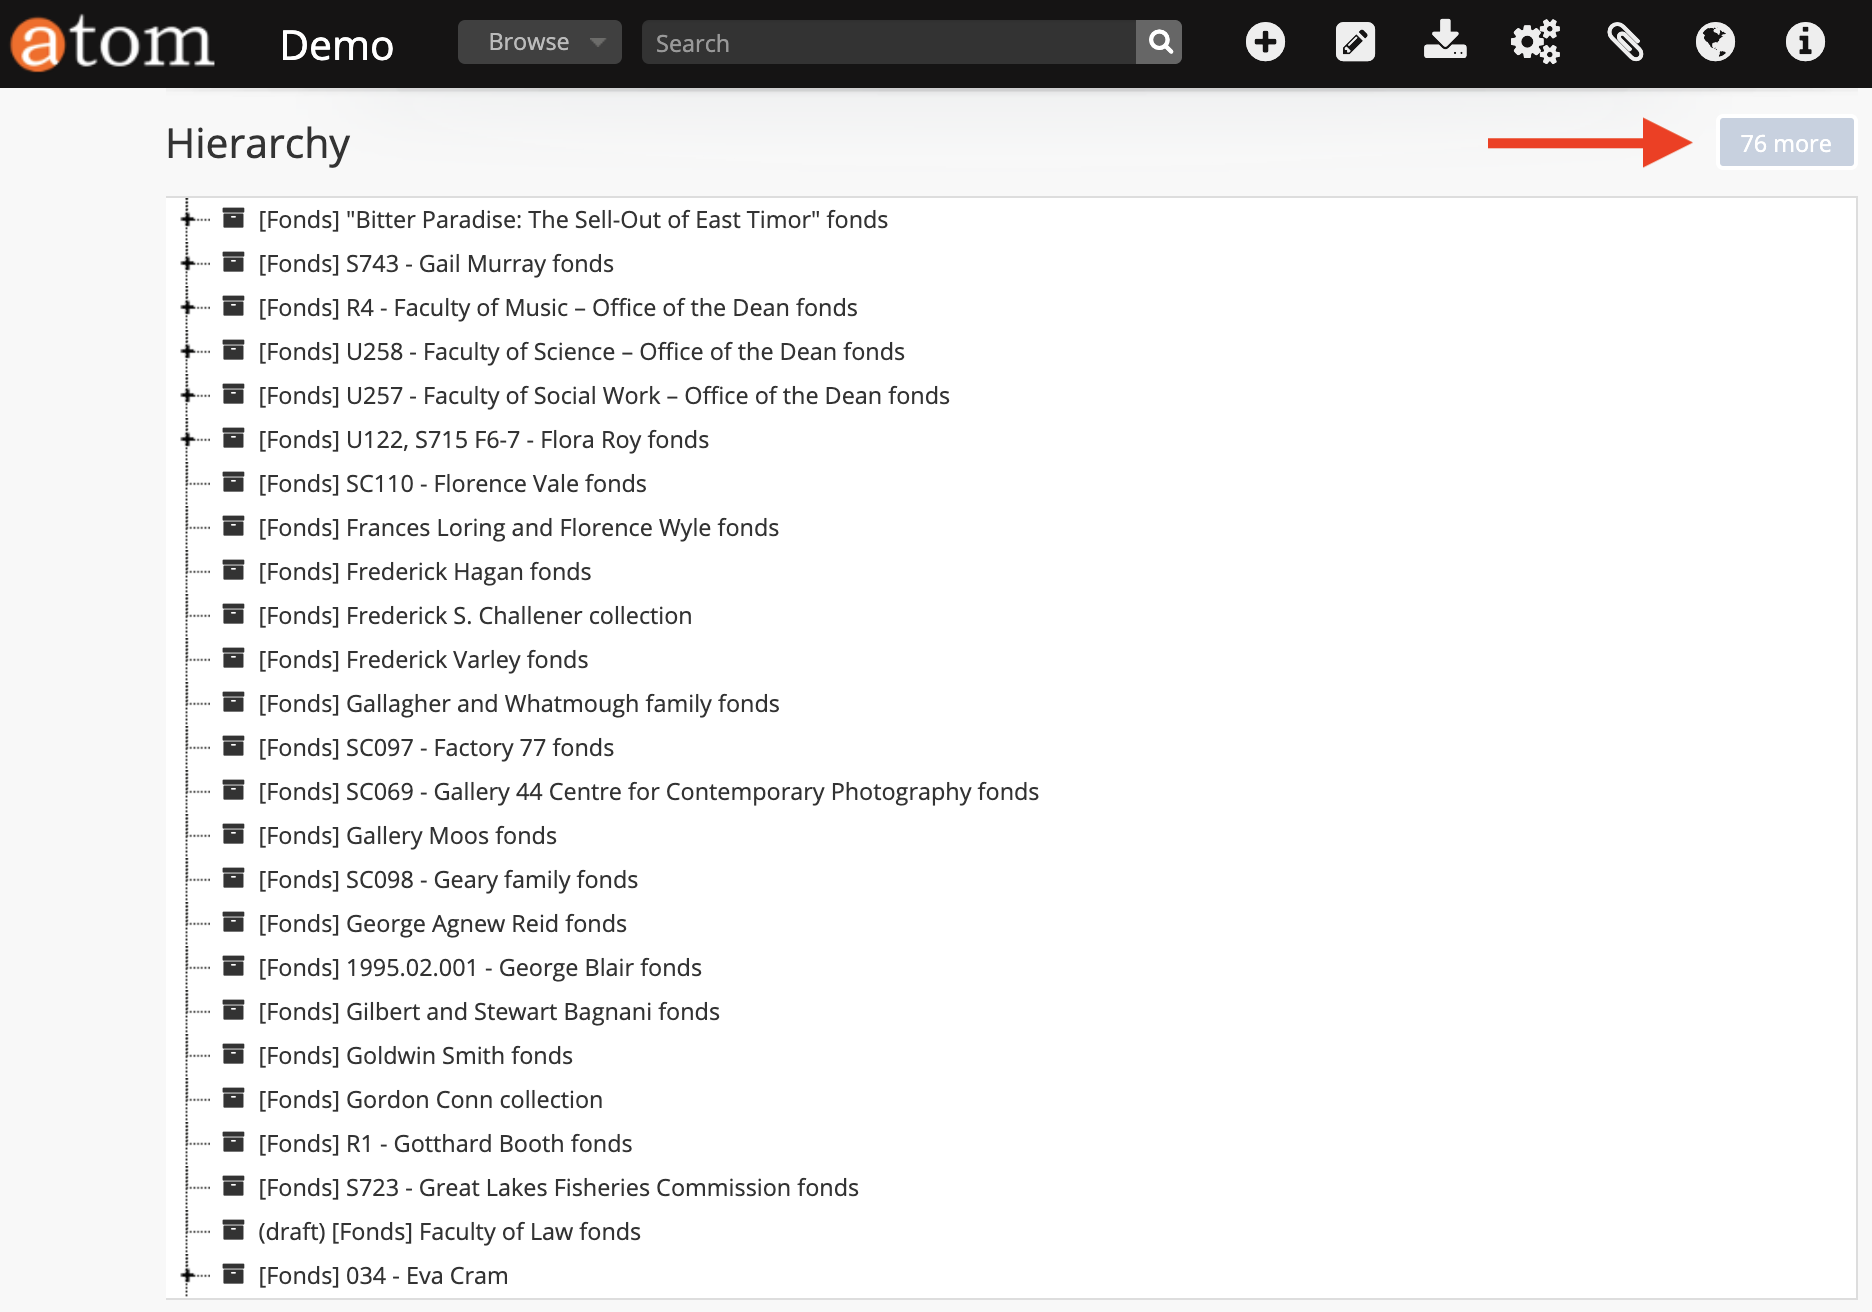 atom
Demo
Browse
Search
Hierarchy
76 more
[Fonds] "Bitter Paradise: The Sell-Out of East Timor" fonds
[Fonds] S743 - Gail Murray fonds
[Fonds] R4 - Faculty of Music – Office of the Dean fonds
[Fonds] U258 - Faculty of Science – Office of the Dean fonds
[Fonds] U257 - Faculty of Social Work – Office of the Dean fonds
[Fonds] U122, S715 F6-7 - Flora Roy fonds
[Fonds] SC110 - Florence Vale fonds
[Fonds] Frances Loring and Florence Wyle fonds
[Fonds] Frederick Hagan fonds
[Fonds] Frederick S. Challener collection
[Fonds] Frederick Varley fonds
[Fonds] Gallagher and Whatmough family fonds
[Fonds] SC097 - Factory 77 fonds
[Fonds] SC069 - Gallery 44 Centre for Contemporary Photography fonds
[Fonds] Gallery Moos fonds
[Fonds] SC098 - Geary family fonds
[Fonds] George Agnew Reid fonds
[Fonds] 1995.02.001 - George Blair fonds
[Fonds] Gilbert and Stewart Bagnani fonds
[Fonds] Goldwin Smith fonds
[Fonds] Gordon Conn collection
[Fonds] R1 - Gotthard Booth fonds
[Fonds] S723 - Great Lakes Fisheries Commission fonds
(draft) [Fonds] Faculty of Law fonds
[Fonds] 034 - Eva Cram